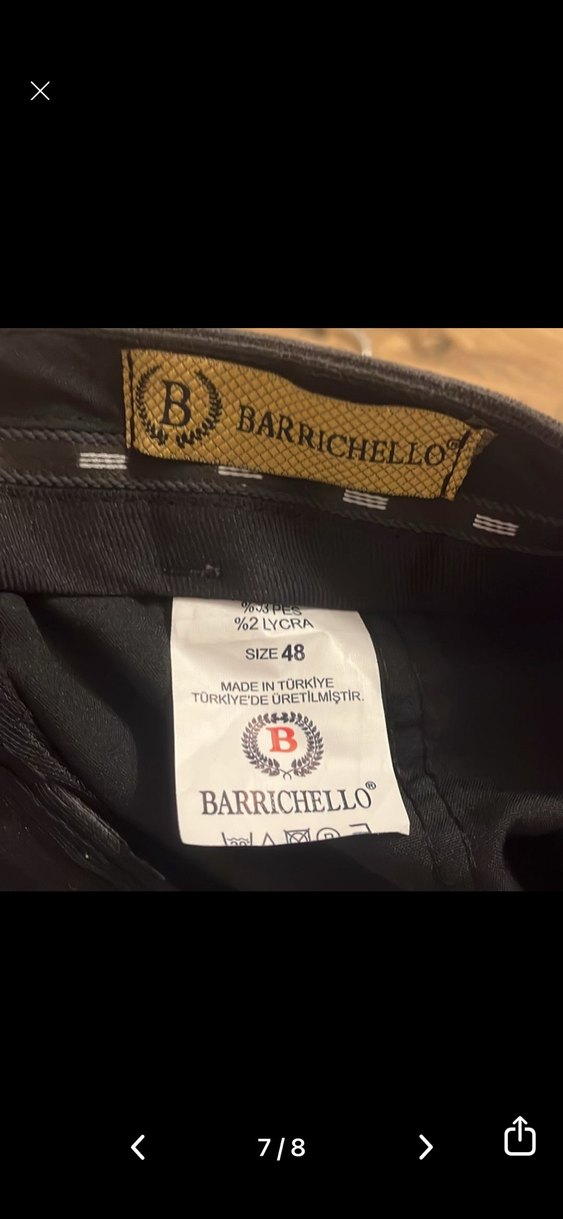 B BARRICHELLO®
%2 LYCRA
SIZE 48
MADE IN TÜRKİYE
TÜRKİYE'DE ÜRETİLMİŞTİR.
B
BARRICHELLO®
7/8